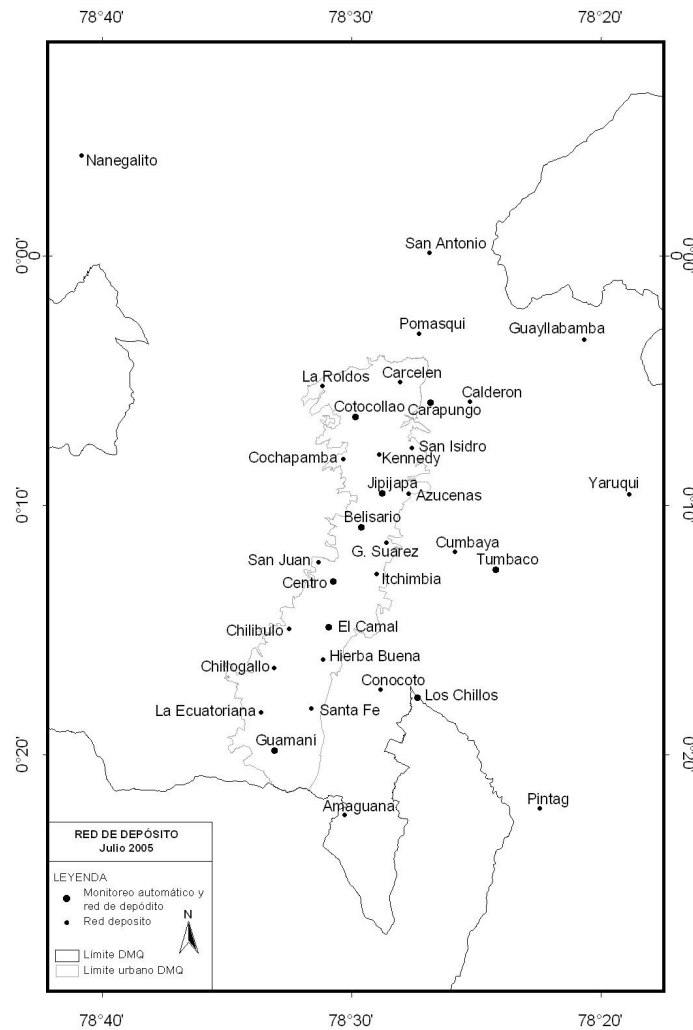 78°40'
78°30'
78°20'
Nanegalito
San Antonio
0°00'
0°00'
Pomasqui
Guayllabamba
Carcelen
La Roldos
Calderon
Cotocollao
Carapungo
San Isidro
Cochapamba
Kennedy
Jipijapa
Yaruqui
Azucenas
0°10'
0°10'
Belisario
G. Suarez
Cumbaya
San Juan
Tumbaco
Centro
Itchimbia
Chilibulo
El Camal
Hierba Buena
Chillogallo
Conocoto
Los Chillos
La Ecuatoriana
Santa Fe
Guamaní
0°20'
0°20'
Amaguana
Pintag
RED DE DEPÓSITO
Julio 2005
LEYENDA
Monitoreo automático y
red de depódito
Red deposito
N
Límite DMQ
Límite urbano DMQ
78°40'
78°30'
78°20'